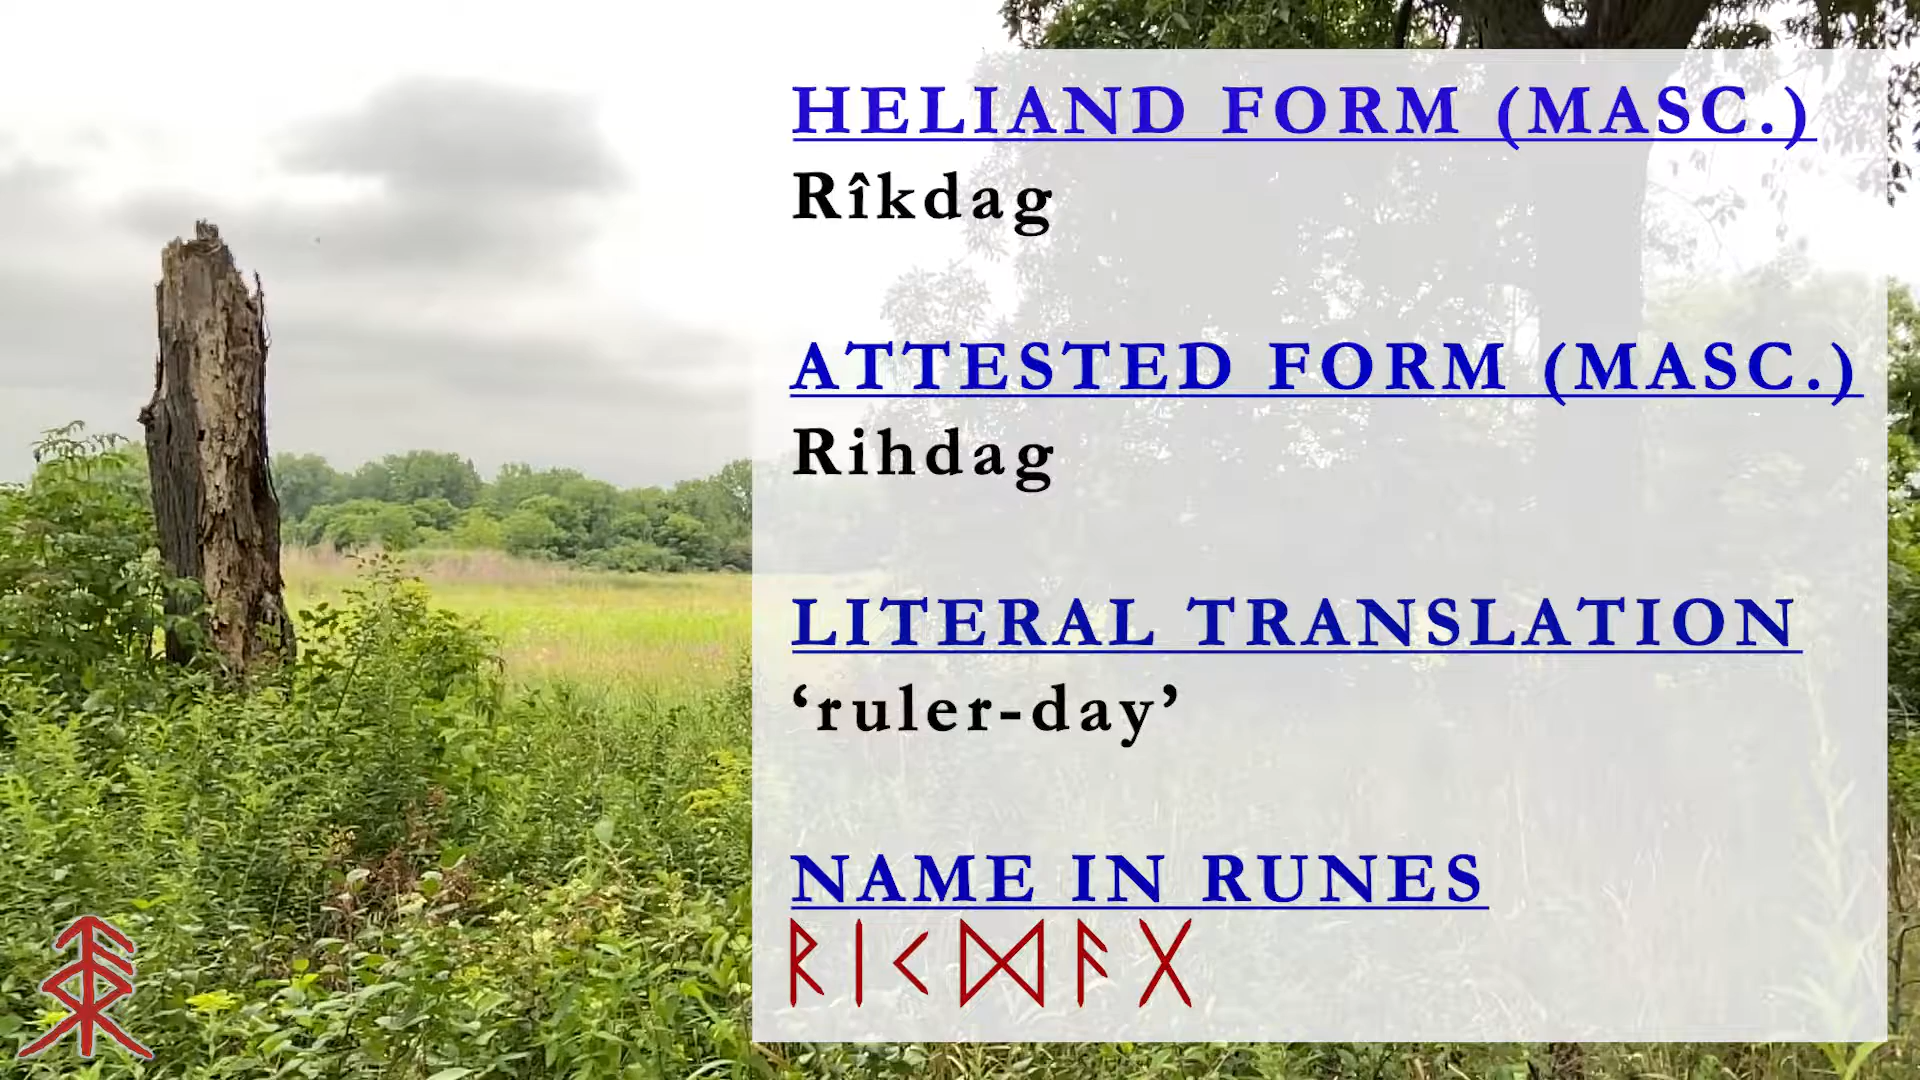 HELIAND FORM (MASC.)
Rîkdag
ATTESTED FORM (MASC.)
Rihdag
LITERAL TRANSLATION
‘ruler-day’
NAME IN RUNES
ᚱᛁᚲᛞᚨᚷ